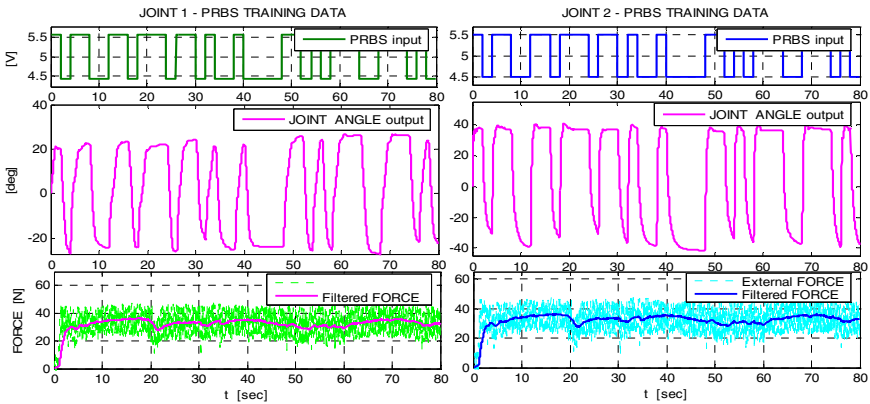 JOINT 1 - PRBS TRAINING DATA
5.5
5
4.5
[V]
PRBS input
0 10 20 30 40 50 60 70 80
40
20
0
-20
[deg]
JOINT ANGLE output
0 10 20 30 40 50 60 70 80
60
40
20
0
FORCE [N]
Filtered FORCE
0 10 20 30 40 50 60 70 80
t [sec]
JOINT 2 - PRBS TRAINING DATA
5.5
5
4.5
PRBS input
0 10 20 30 40 50 60 70 80
40
20
0
-20
-40
JOINT ANGLE output
0 10 20 30 40 50 60 70 80
60
40
20
0
External FORCE
Filtered FORCE
0 10 20 30 40 50 60 70 80
t [sec]